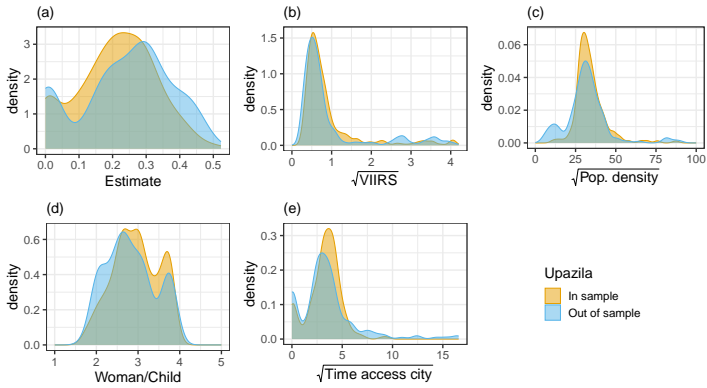 (a)
density
3
2
1
0
0.0 0.1 0.2 0.3 0.4 0.5
Estimate
(b)
density
1.5
1.0
0.5
0.0
0 1 2 3 4
√VIIRS
(c)
density
0.06
0.04
0.02
0.00
0 25 50 75 100
√Pop. density
(d)
density
0.6
0.4
0.2
0.0
1 2 3 4 5
Woman/Child
(e)
density
0.3
0.2
0.1
0.0
0 5 10 15
√Time access city
Upazila
In sample
Out of sample